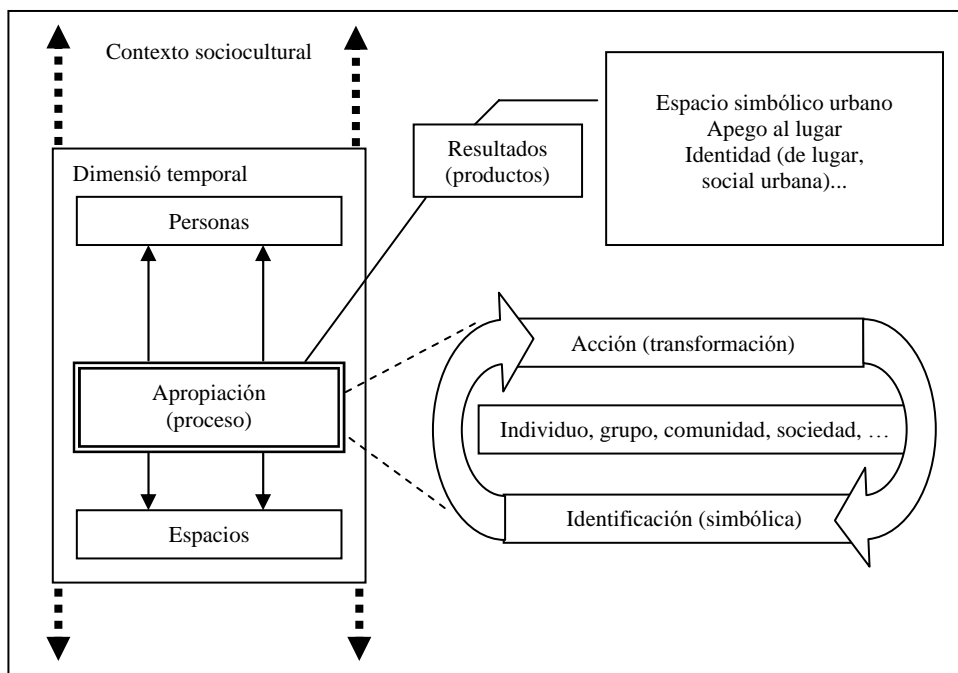 Contexto sociocultural
Dimensió temporal
Personas
Apropiación
(proceso)
Espacios
Resultados
(productos)
Espacio simbólico urbano
Apego al lugar
Identidad (de lugar,
social urbana)...
Acción (transformación)
Individuo, grupo, comunidad, sociedad, …
Identificación (simbólica)